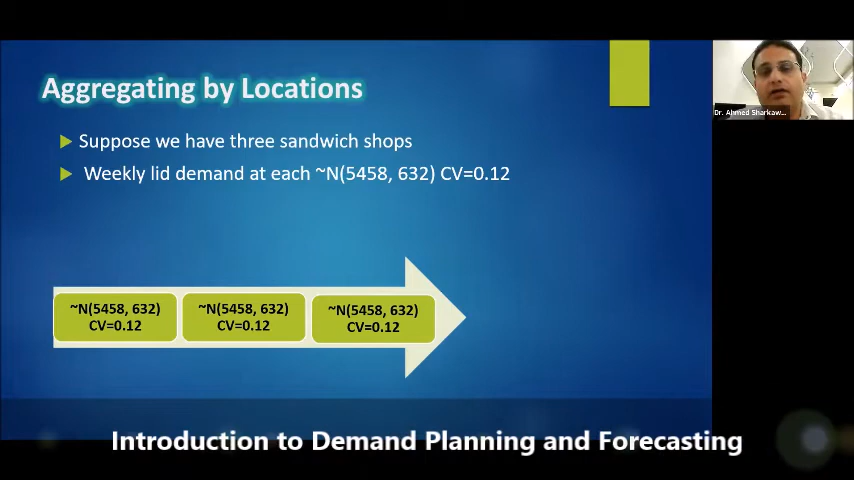 Aggregating by Locations
Suppose we have three sandwich shops
Weekly lid demand at each ~N(5458, 632) CV=0.12
~N(5458, 632)
CV=0.12
~N(5458, 632)
CV=0.12
~N(5458, 632)
CV=0.12
Dr. Ahmed Sharkaw...
Introduction to Demand Planning and Forecasting